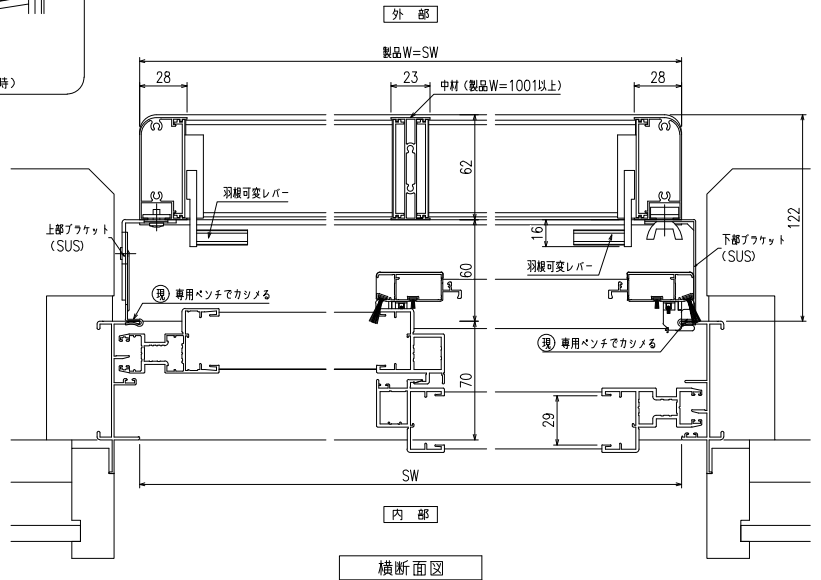 外 部
時）
製品W=SW
28
23
28
中材（製品W=1001以上）
62
122
羽根可変レバー
上部ブラケット
（SUS）
16
下部ブラケット
（SUS）
60
羽根可変レバー
現 専用ペンチでカシメる
現 専用ペンチでカシメる
70
29
SW
内 部
横断面図